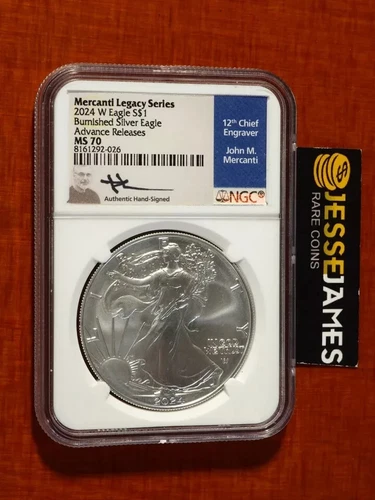 Mercanti Legacy Series
2024 W Eagle S$1
Burnished Silver Eagle
Advance Releases
MS 70
8161292-026
Authentic Hand-Signed
12th Chief
Engraver
John M.
Mercanti
NGC
JESSE JAMES
RARE COINS
LIBERTY
IN GOD
WE TRUST
2024